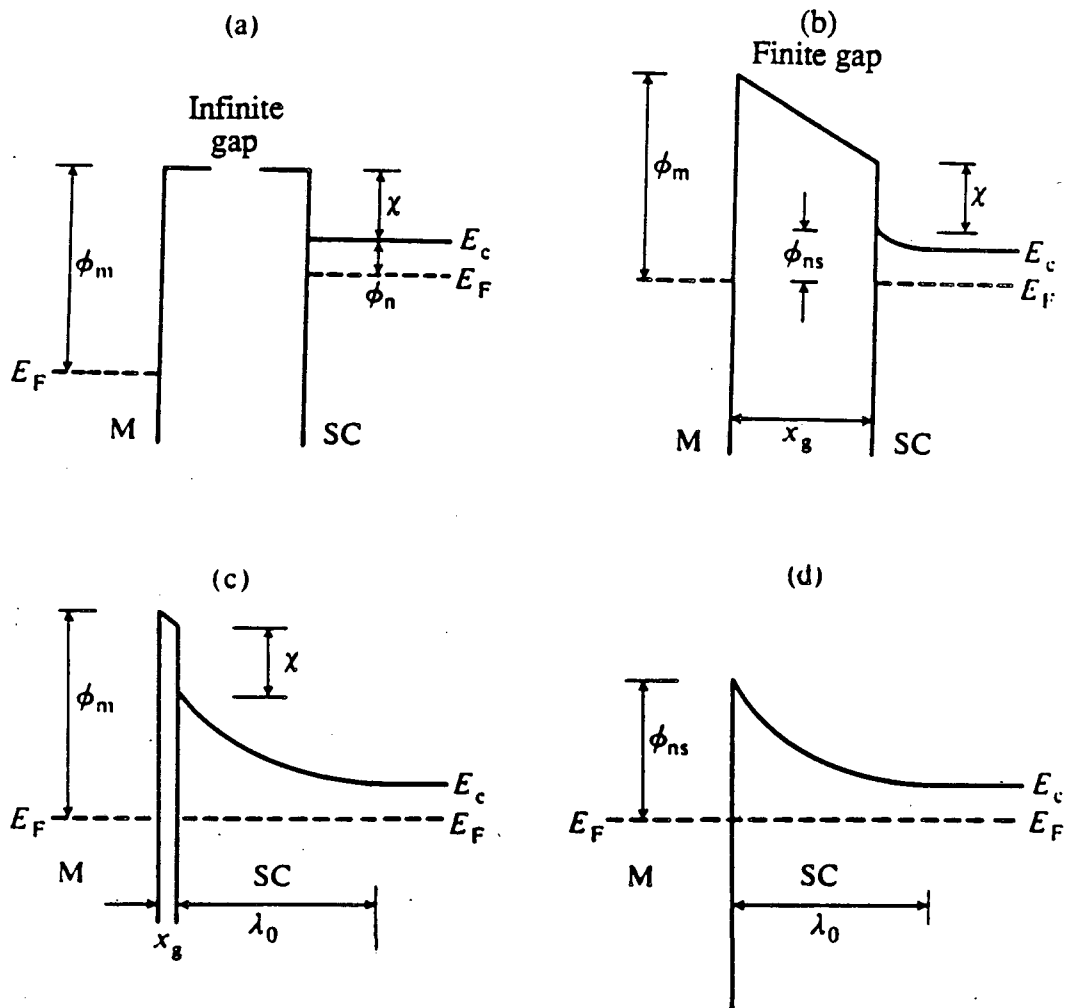 (a)
Infinite
gap
ϕm
χ
Ec
EF
ϕn
EF
M
SC
(b)
Finite gap
ϕm
χ
ϕns
Ec
EF
xg
M
SC
(c)
ϕm
χ
Ec
EF
EF
M
SC
xg
λ0
(d)
ϕns
Ec
EF
EF
M
SC
λ0